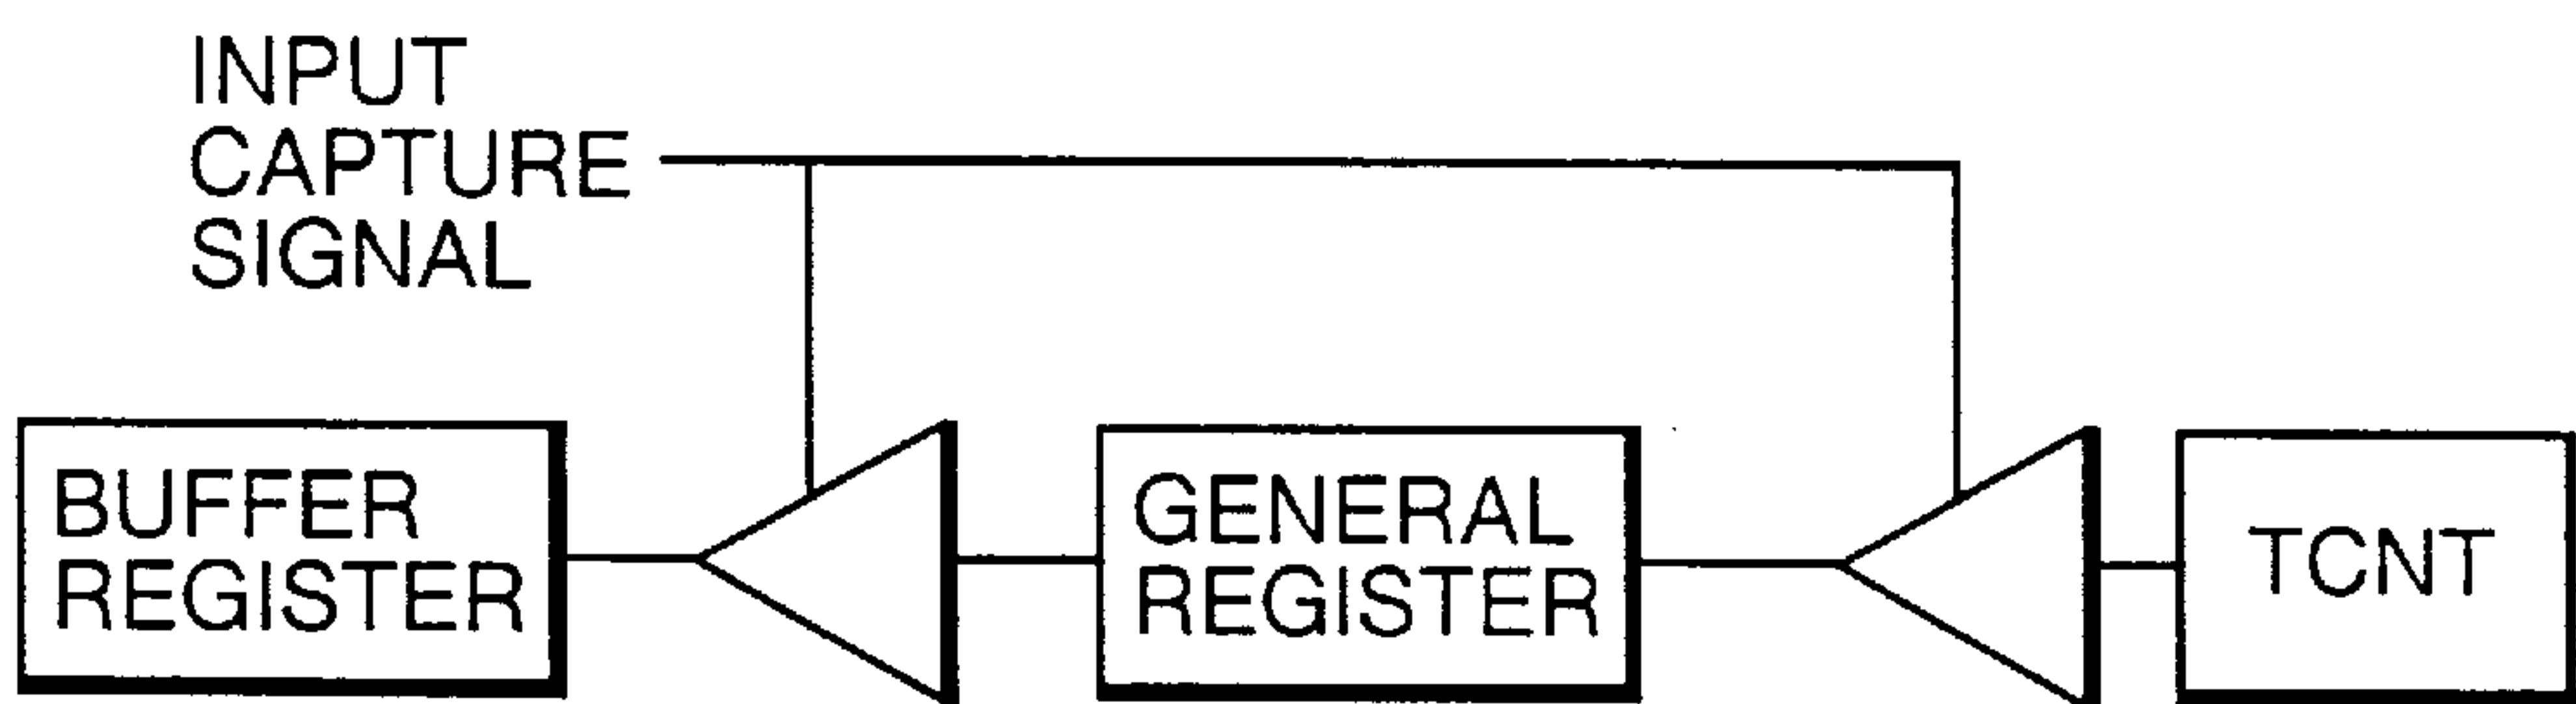 INPUT
CAPTURE
SIGNAL
BUFFER
REGISTER
GENERAL
REGISTER
TCNT